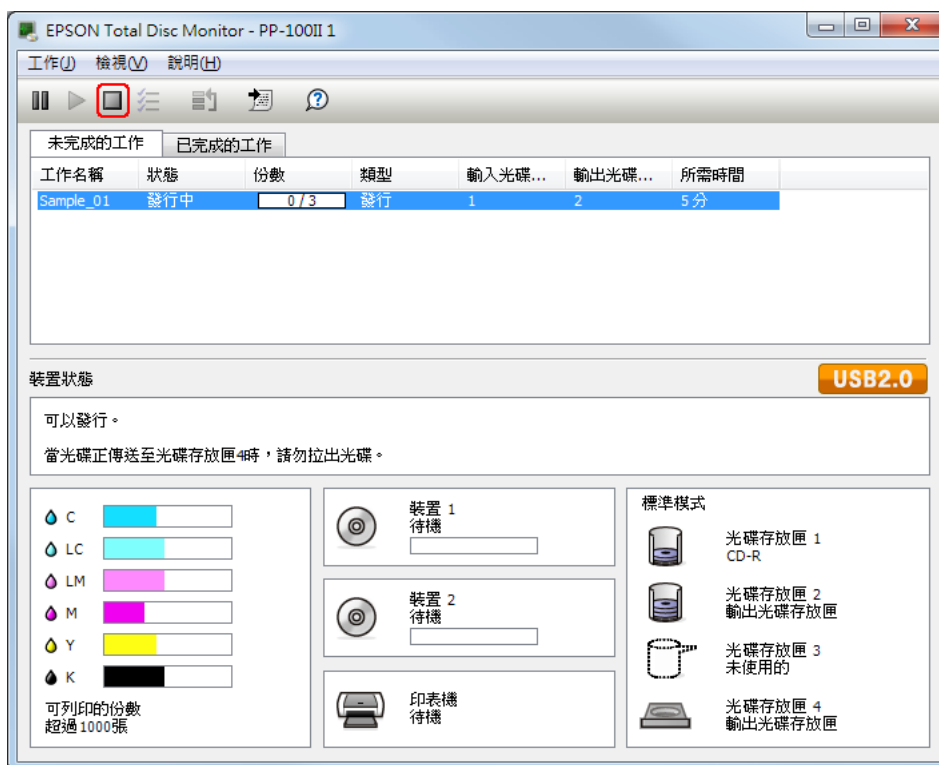 EPSON Total Disc Monitor - PP-100II 1
工作(J) 檢視(V) 說明(H)
未完成的工作 已完成的工作
工作名稱 狀態 份數 類型 輸入光碟... 輸出光碟... 所需時間
Sample_01 發行中 0 / 3 發行 1 2 5分
裝置狀態
USB2.0
可以發行。
當光碟正傳送至光碟存放匣4時，請勿拉出光碟。
C
LC
LM
M
Y
K
可列印的份數
超過1000張
裝置 1
待機
裝置 2
待機
印表機
待機
標準模式
光碟存放匣 1
CD-R
光碟存放匣 2
輸出光碟存放匣
光碟存放匣 3
未使用的
光碟存放匣 4
輸出光碟存放匣